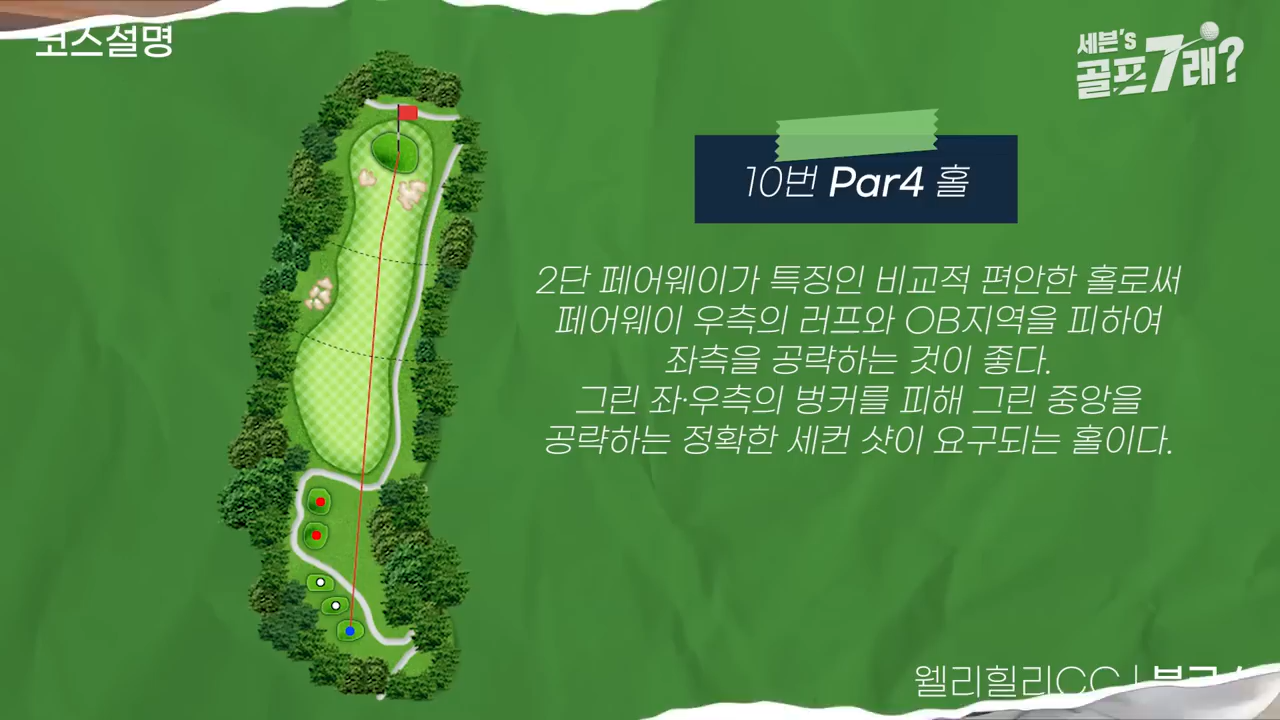 코스설명
세븐's
골프7래?
10번 Par4 홀
2단 페어웨이가 특징인 비교적 편안한 홀로써
페어웨이 우측의 러프와 OB지역을 피하여
좌측을 공략하는 것이 좋다.
그린 좌·우측의 벙커를 피해 그린 중앙을
공략하는 정확한 세컨 샷이 요구되는 홀이다.
웰리힐리CC |